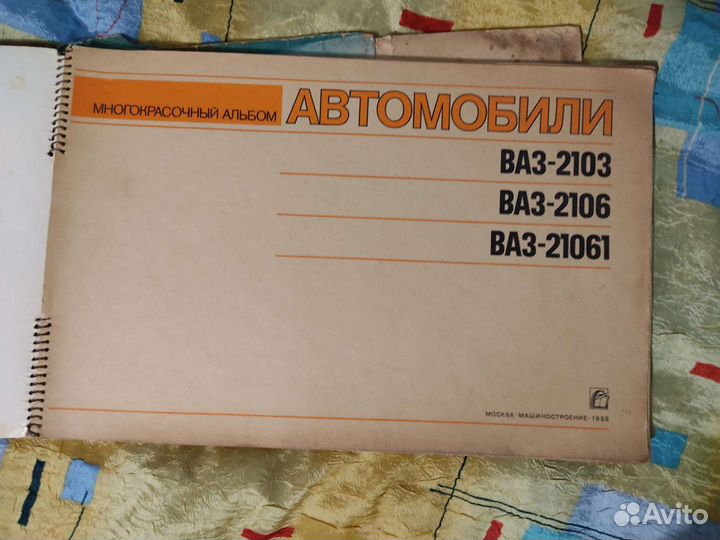 МНОГОКРАСОЧНЫЙ АЛЬБОМ АВТОМОБИЛИ
ВАЗ-2103
ВАЗ-2106
ВАЗ-21061
МОСКВА·МАШИНОСТРОЕНИЕ·1988
Avito